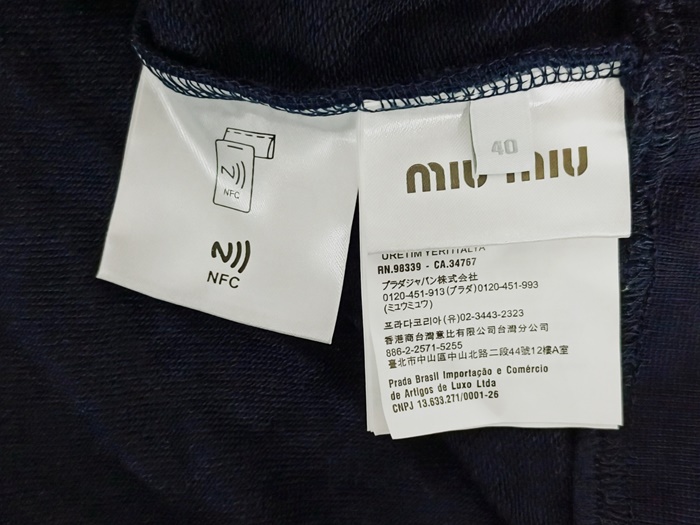 NFC
NFC
40
miu miu
ÜRETİM YERİ İTALYA
RN.98339 - CA.34767
プラダジャパン株式会社
0120-451-913(プラダ)0120-451-993
(ミュウミュウ)
프라다코리아 (유)02-3443-2323
香港商台灣意比有限公司台灣分公司
886-2-2571-5255
臺北市中山區中山北路二段44號12樓A室
Prada Brasil Importação e Comércio
de Artigos de Luxo Ltda
CNPJ 13.633.271/0001-26